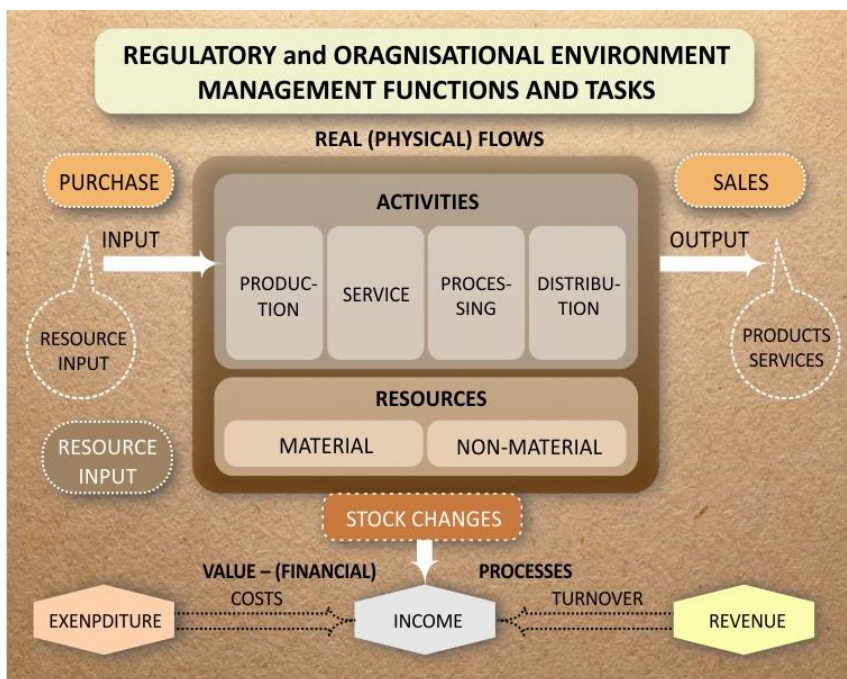 REGULATORY and ORAGNISATIONAL ENVIRONMENT
MANAGEMENT FUNCTIONS AND TASKS
REAL (PHYSICAL) FLOWS
PURCHASE
SALES
ACTIVITIES
INPUT
OUTPUT
PRODUC-
TION
SERVICE
PROCES-
SING
DISTRIBU-
TION
RESOURCE
INPUT
PRODUCTS
SERVICES
RESOURCES
MATERIAL
NON-MATERIAL
RESOURCE
INPUT
STOCK CHANGES
VALUE – (FINANCIAL)
PROCESSES
COSTS
TURNOVER
EXENPDITURE
INCOME
REVENUE